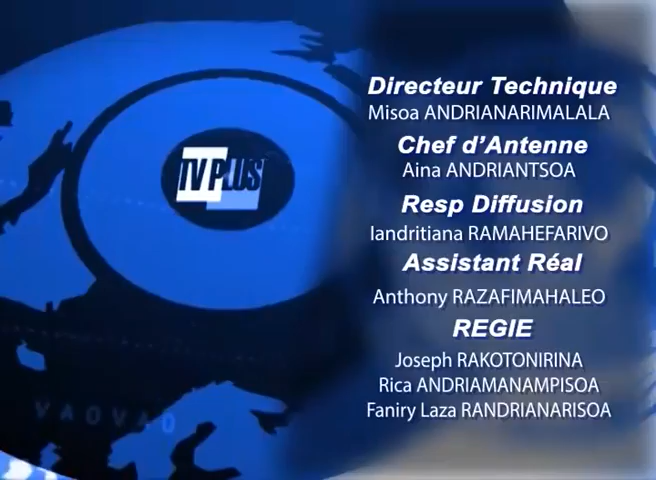 TV PLUS
VAOVAO
Directeur Technique
Misoa ANDRIANARIMALALA
Chef d'Antenne
Aina ANDRIANTSOA
Resp Diffusion
Iandritiana RAMAHEFARIVO
Assistant Réal
Anthony RAZAFIMAHALEO
REGIE
Joseph RAKOTONIRINA
Rica ANDRIAMANAMPISOA
Faniry Laza RANDRIANARISOA